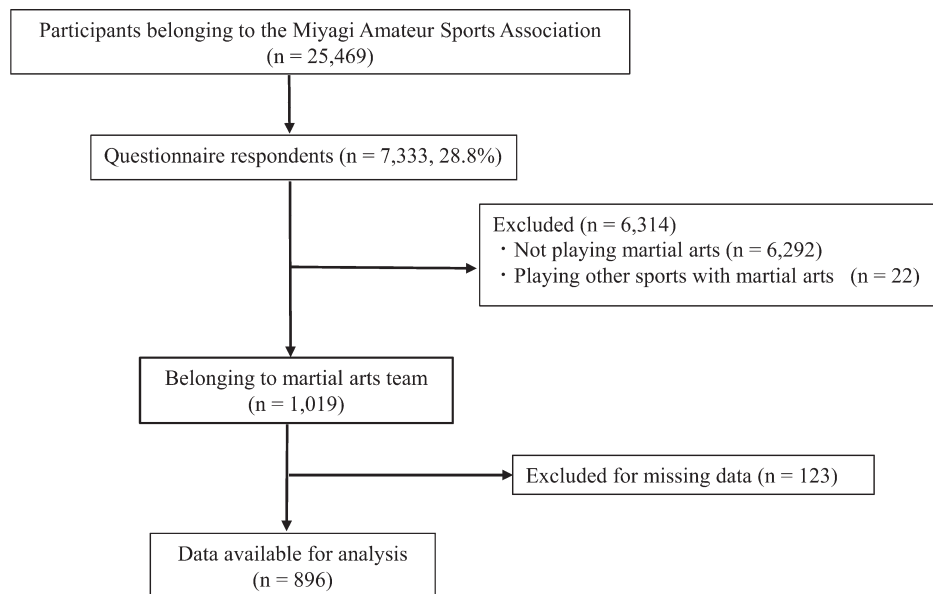 Participants belonging to the Miyagi Amateur Sports Association
(n = 25,469)
Questionnaire respondents (n = 7,333, 28.8%)
Excluded (n = 6,314)
・Not playing martial arts (n = 6,292)
・Playing other sports with martial arts (n = 22)
Belonging to martial arts team
(n = 1,019)
Excluded for missing data (n = 123)
Data available for analysis
(n = 896)